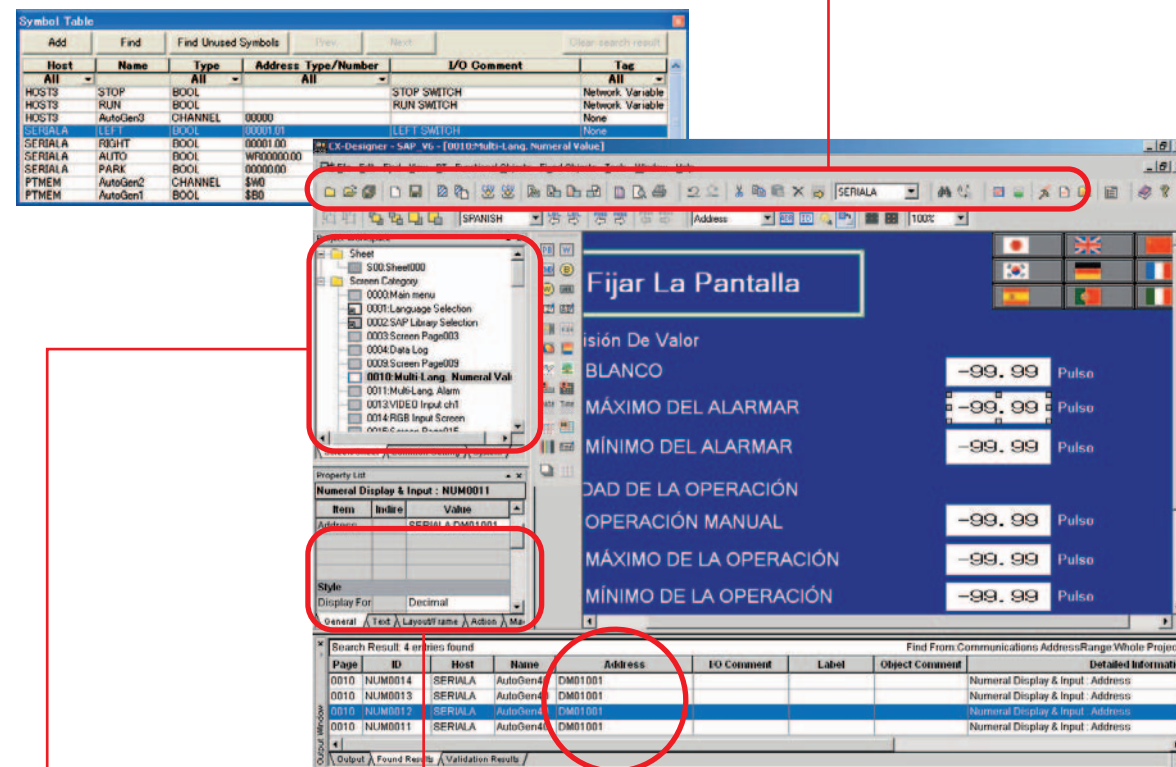 Symbol Table
Add Find Find Unused Symbols Prev Next Clear search result
Host Name Type Address Type/Number I/O Comment Tag
All All All All
HOST3 STOP BOOL STOP SWITCH Network Variable
HOST3 RUN BOOL RUN SWITCH Network Variable
HOST3 AutoGen3 CHANNEL 00000 None
SERIALA LEFT BOOL 00001.01 LEFT SWITCH None
SERIALA RIGHT BOOL 00001.00
SERIALA AUTO BOOL WR00000.00
SERIALA PARK BOOL 00000.00
PTMEM AutoGen2 CHANNEL $W0
PTMEM AutoGen1 BOOL $B0
CX-Designer - SAP_V6 - [0010:Multi-Lang. Numeral Value]
SERIALA
SPANISH Address 100%
Sheet
S00:Sheet000
Screen Category
0000:Main menu
0001:Language Selection
0002:SAP Library Selection
0003:Screen Page003
0004:Data Log
0009:Screen Page009
0010:Multi-Lang. Numeral Val
0011:Multi-Lang. Alarm
0013:VIDEO Input ch1
0014:RGB Input Screen
0015:Screen Page015
Property List
Numeral Display & Input : NUM0011
Item Indire Value
Address SERIALA:DM01001
Style
Display For Decimal
General Text Layout/Frame Action Ma
Fijar La Pantalla
isión De Valor
BLANCO -99.99 Pulso
MÁXIMO DEL ALARMAR -99.99 Pulso
MÍNIMO DEL ALARMAR -99.99 Pulso
DAD DE LA OPERACIÓN
OPERACIÓN MANUAL -99.99 Pulso
MÁXIMO DE LA OPERACIÓN -99.99 Pulso
MÍNIMO DE LA OPERACIÓN -99.99 Pulso
Search Result: 4 entries found Find From:Communications AddressRange:Whole Projec
Page ID Host Name Address I/O Comment Label Object Comment Detailed Informati
0010 NUM0014 SERIALA DM01001 Numeral Display & Input : Address
0010 NUM0013 SERIALA DM01001 Numeral Display & Input : Address
0010 NUM0012 SERIALA DM01001 Numeral Display & Input : Address
0010 NUM0011 SERIALA DM01001 Numeral Display & Input : Address
Output Window
Output Found Results Validation Results